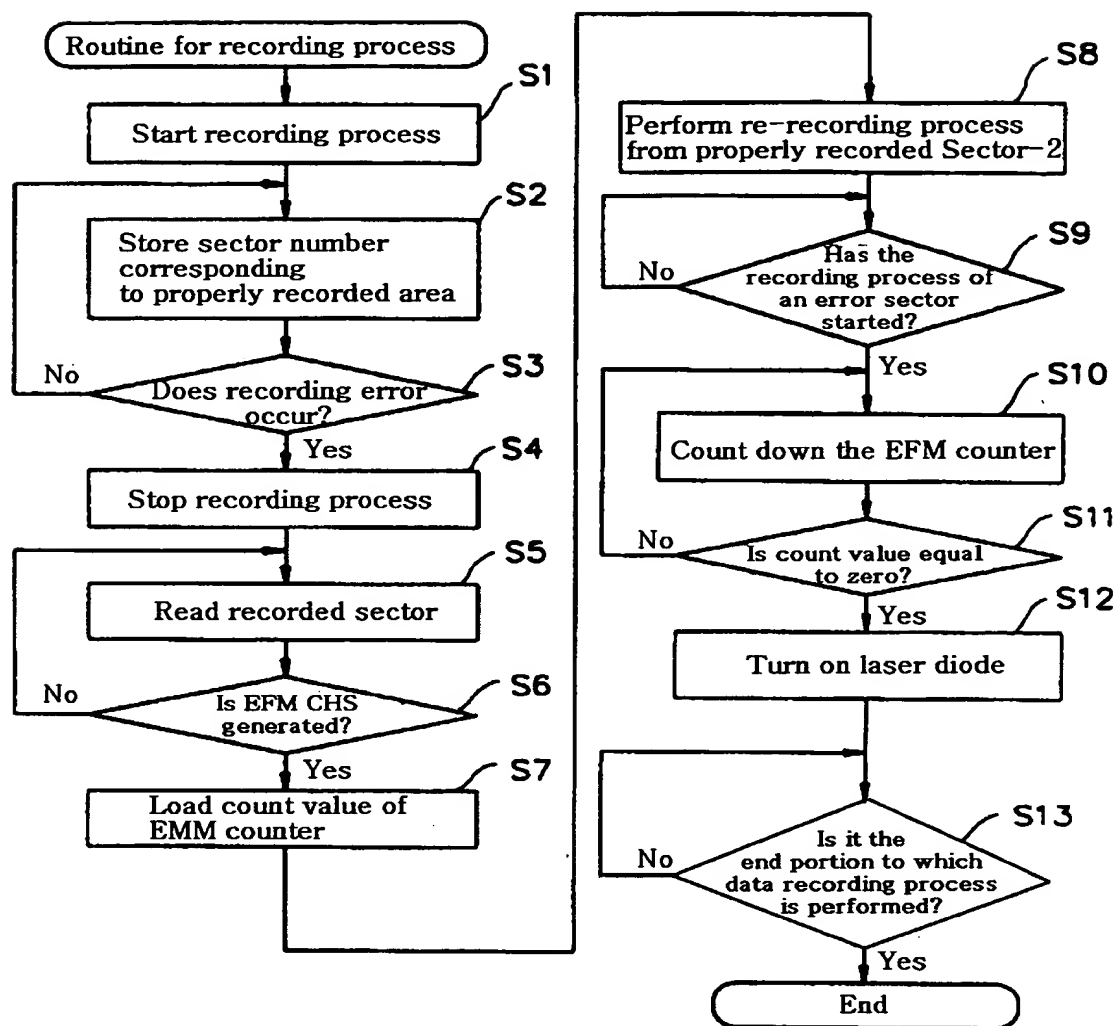 Routine for recording process
S1
Start recording process
S2
Store sector number
corresponding
to properly recorded area
No
S3
Does recording error
occur?
Yes
S4
Stop recording process
S5
Read recorded sector
No
S6
Is EFM CHS
generated?
Yes
S7
Load count value of
EMM counter
S8
Perform re-recording process
from properly recorded Sector-2
S9
No
Has the
recording process of
an error sector
started?
Yes
S10
Count down the EFM counter
S11
No
Is count value equal
to zero?
Yes
S12
Turn on laser diode
S13
No
Is it the
end portion to which
data recording process
is performed?
Yes
End